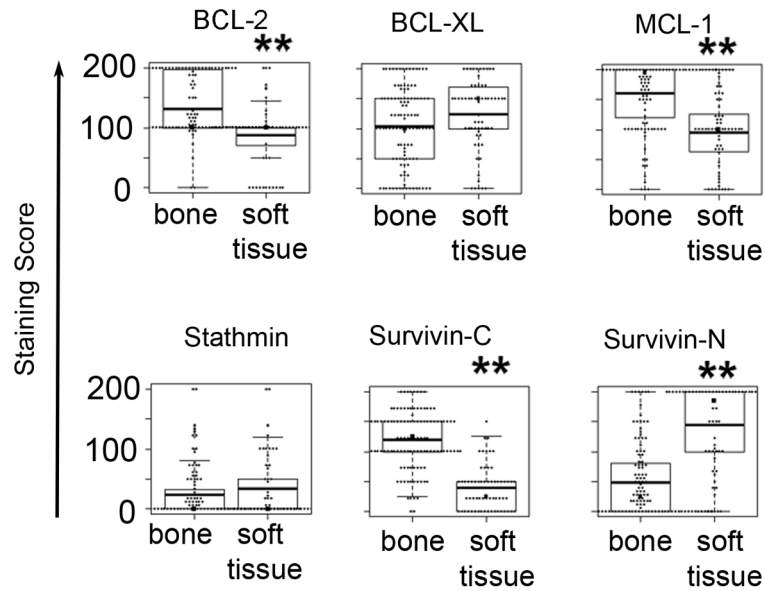 BCL-2 BCL-XL MCL-1
** **
200
100
0
bone soft tissue bone soft tissue bone soft tissue
Staining Score
Stathmin Survivin-C Survivin-N
** **
200
100
0
bone soft tissue bone soft tissue bone soft tissue